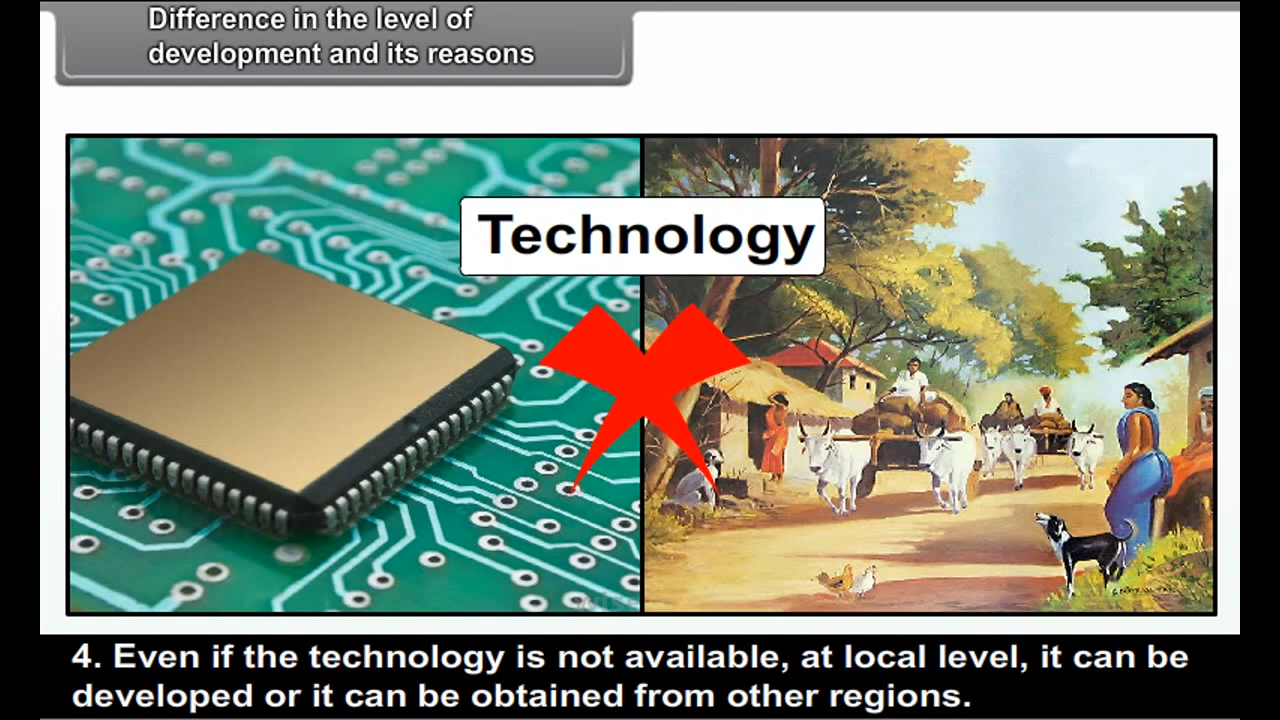 Difference in the level of
development and its reasons
Technology
4. Even if the technology is not available, at local level, it can be
developed or it can be obtained from other regions.